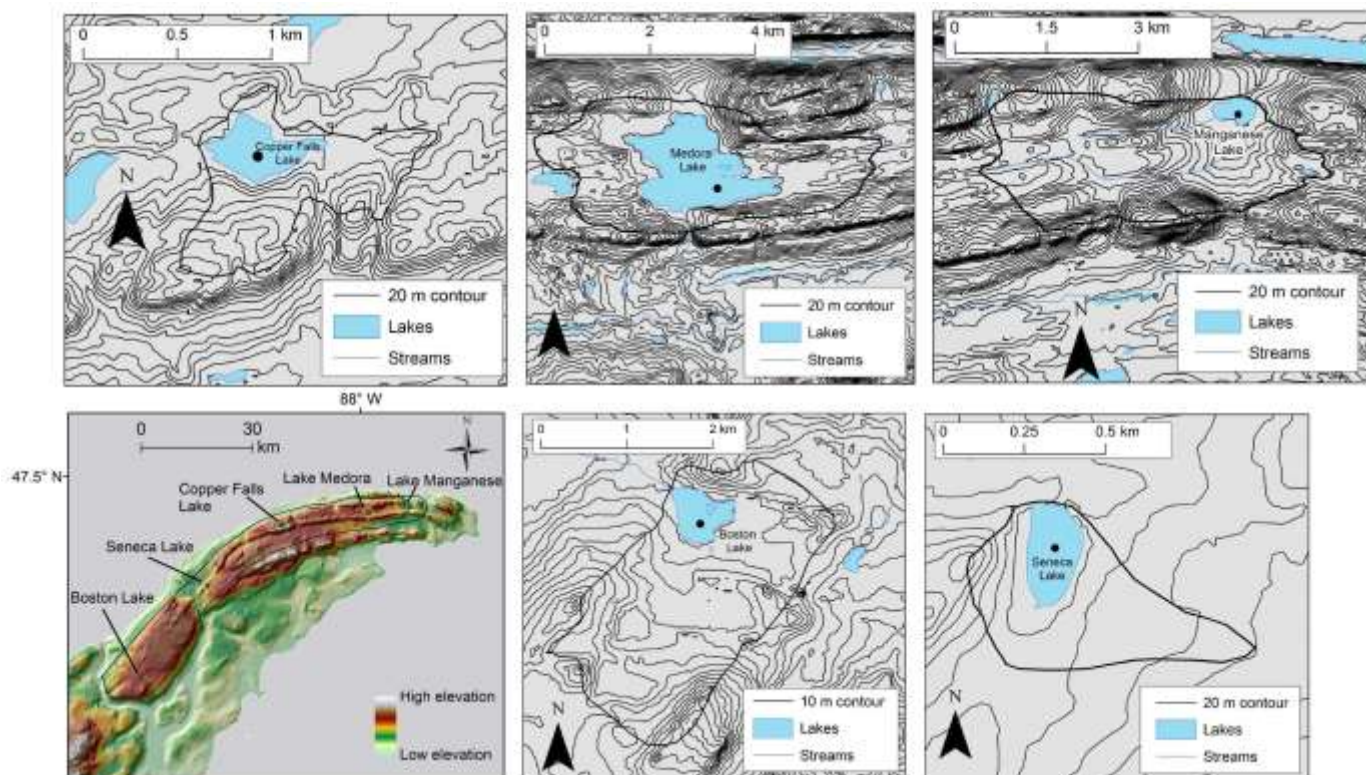 0 0.5 1 km
Copper Falls
Lake
N
20 m contour
Lakes
Streams
0 2 4 km
Medora
Lake
N
20 m contour
Lakes
Streams
0 1.5 3 km
Manganese
Lake
N
20 m contour
Lakes
Streams
88° W
47.5° N
0 30
km
N
Lake Medora
Lake Manganese
Copper Falls
Lake
Seneca Lake
Boston Lake
High elevation
Low elevation
0 1 2 km
Boston
Lake
N
10 m contour
Lakes
Streams
0 0.25 0.5 km
Seneca
Lake
N
20 m contour
Lakes
Streams